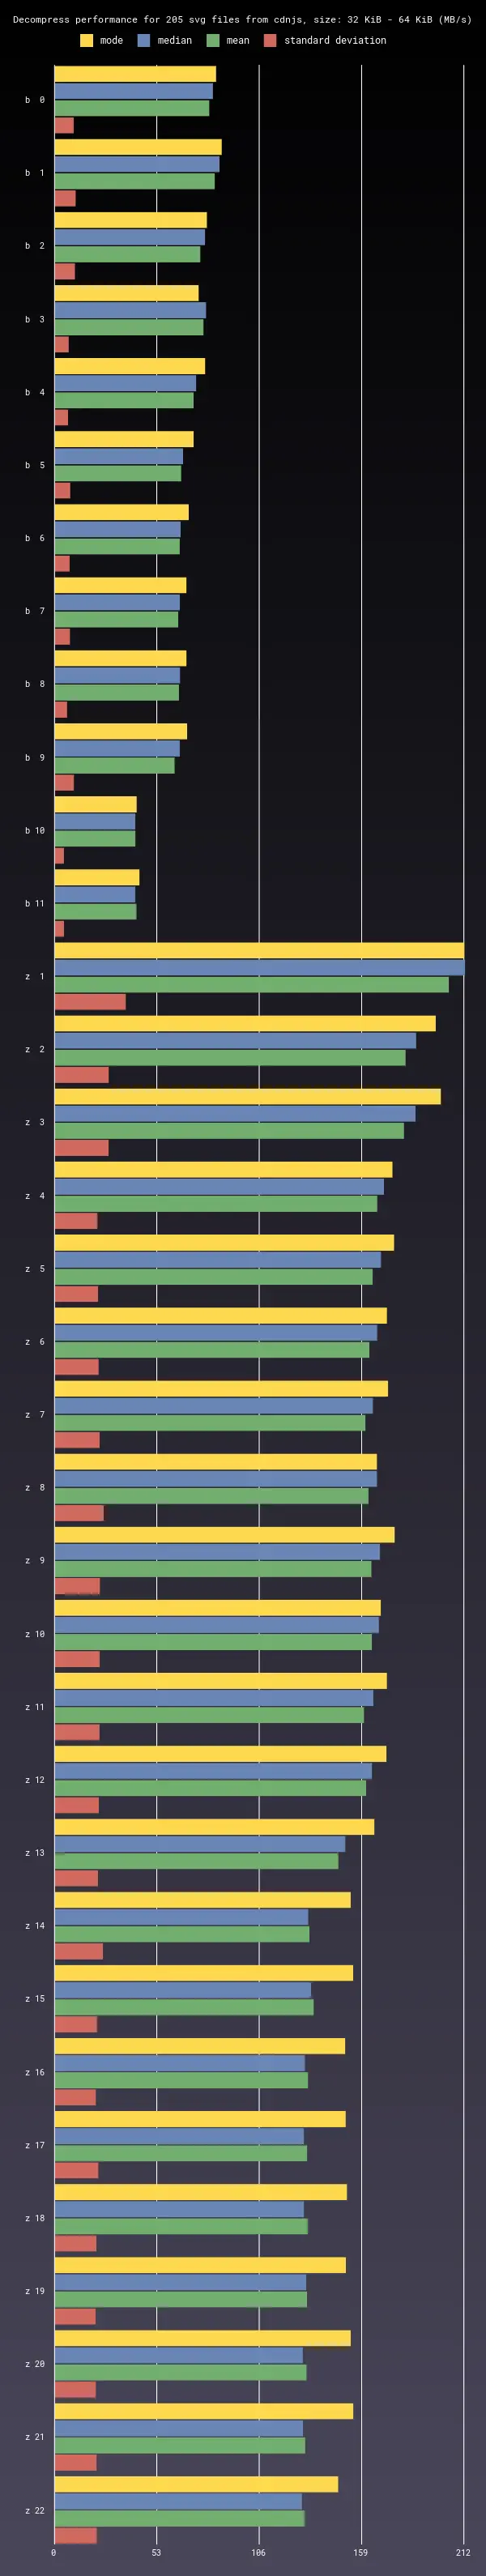 Decompress performance for 205 svg files from cdnjs, size: 32 KiB - 64 KiB (MB/s)
mode median mean standard deviation
b 0
b 1
b 2
b 3
b 4
b 5
b 6
b 7
b 8
b 9
b 10
b 11
z 1
z 2
z 3
z 4
z 5
z 6
z 7
z 8
z 9
z 10
z 11
z 12
z 13
z 14
z 15
z 16
z 17
z 18
z 19
z 20
z 21
z 22
0 53 106 159 212